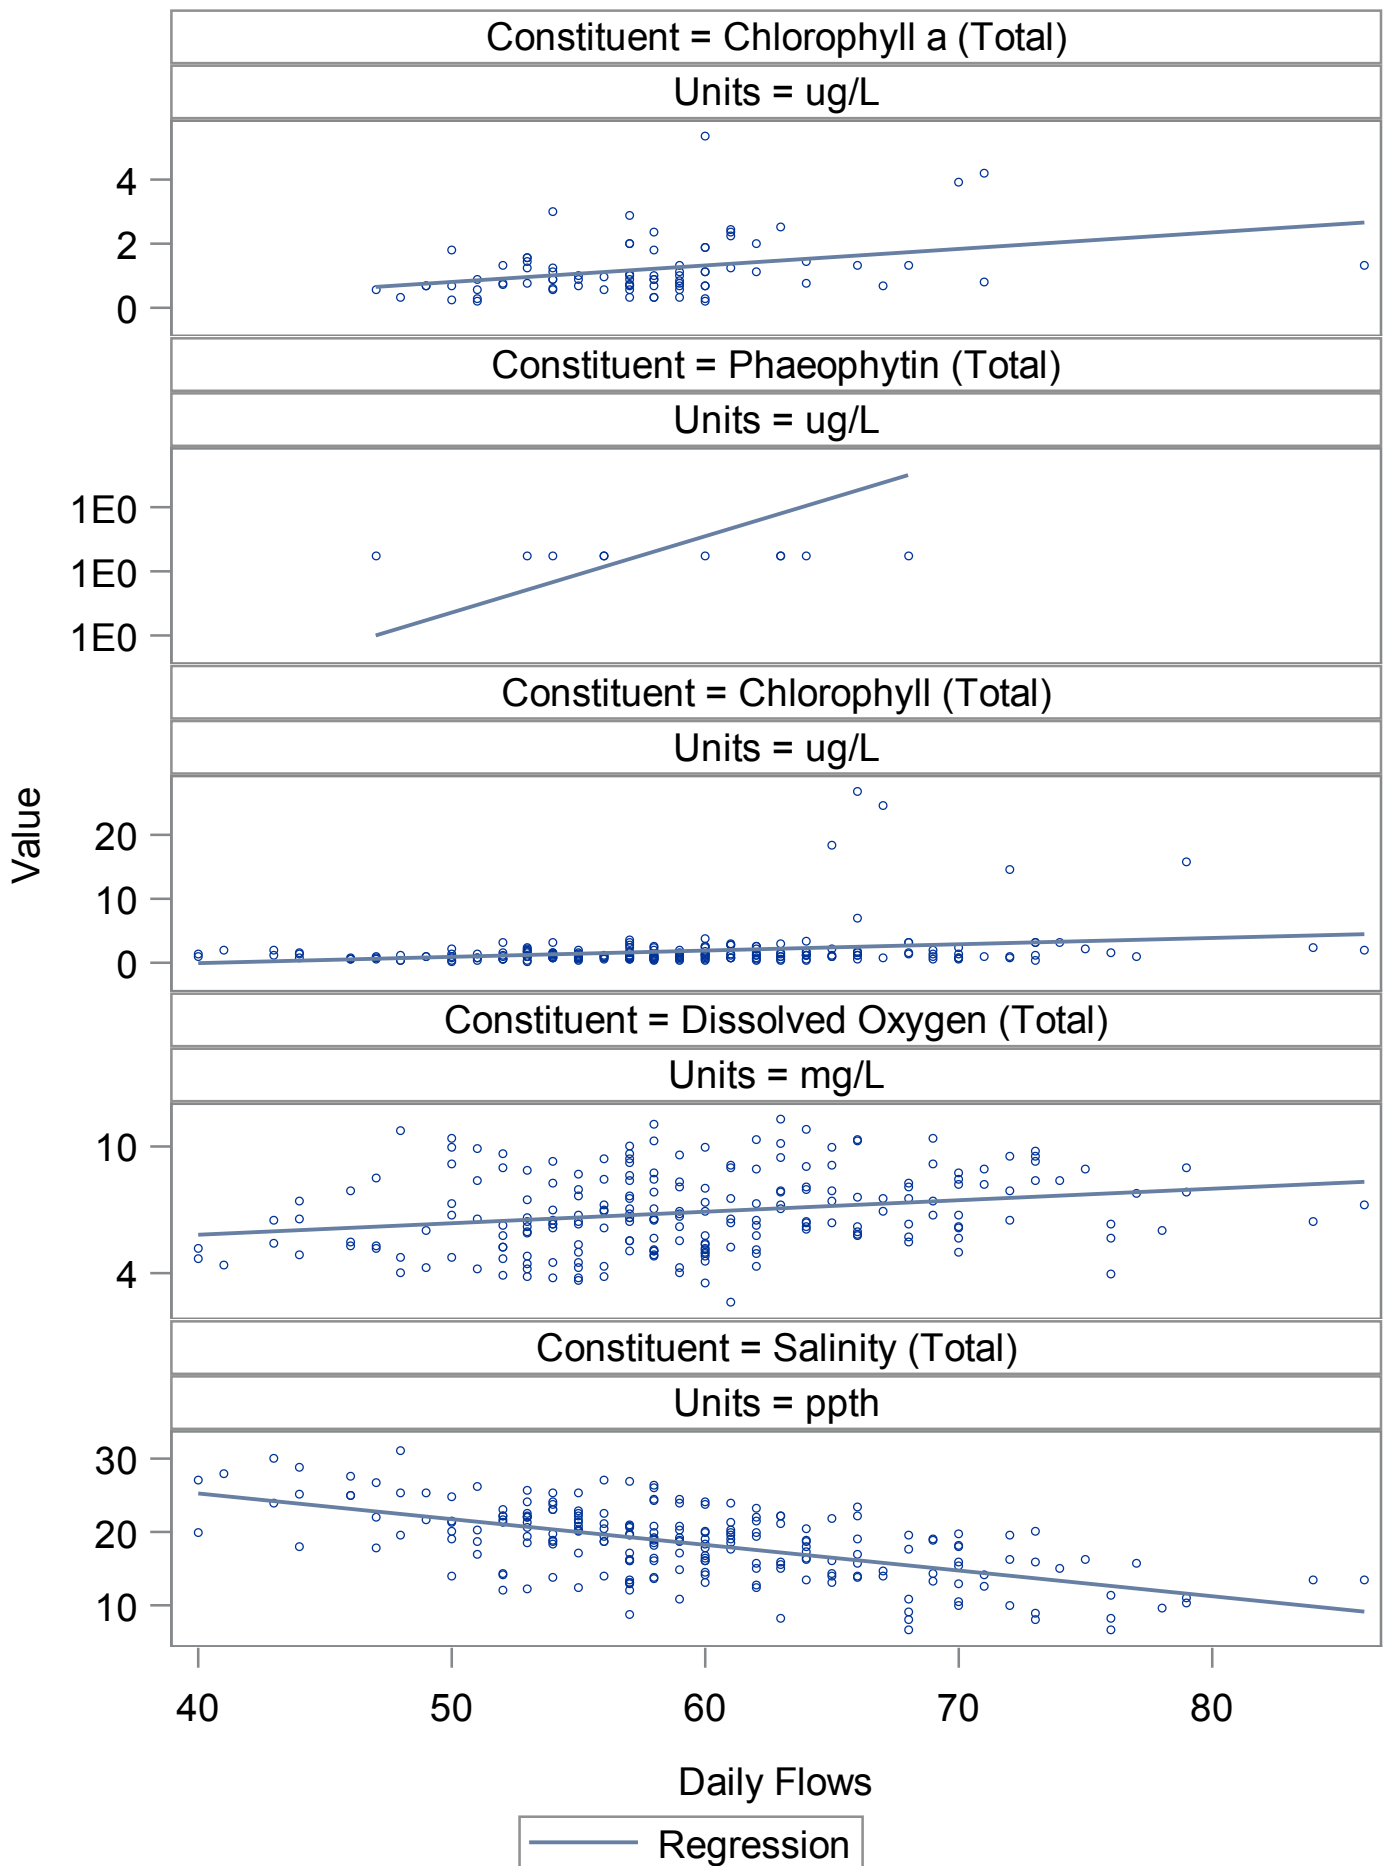 Constituent = Chlorophyll a (Total)
Units = ug/L
4
2
0
Constituent = Phaeophytin (Total)
Units = ug/L
1E0
1E0
1E0
Constituent = Chlorophyll (Total)
Units = ug/L
Value
20
10
0
Constituent = Dissolved Oxygen (Total)
Units = mg/L
10
4
Constituent = Salinity (Total)
Units = ppth
30
20
10
40 50 60 70 80
Daily Flows
Regression